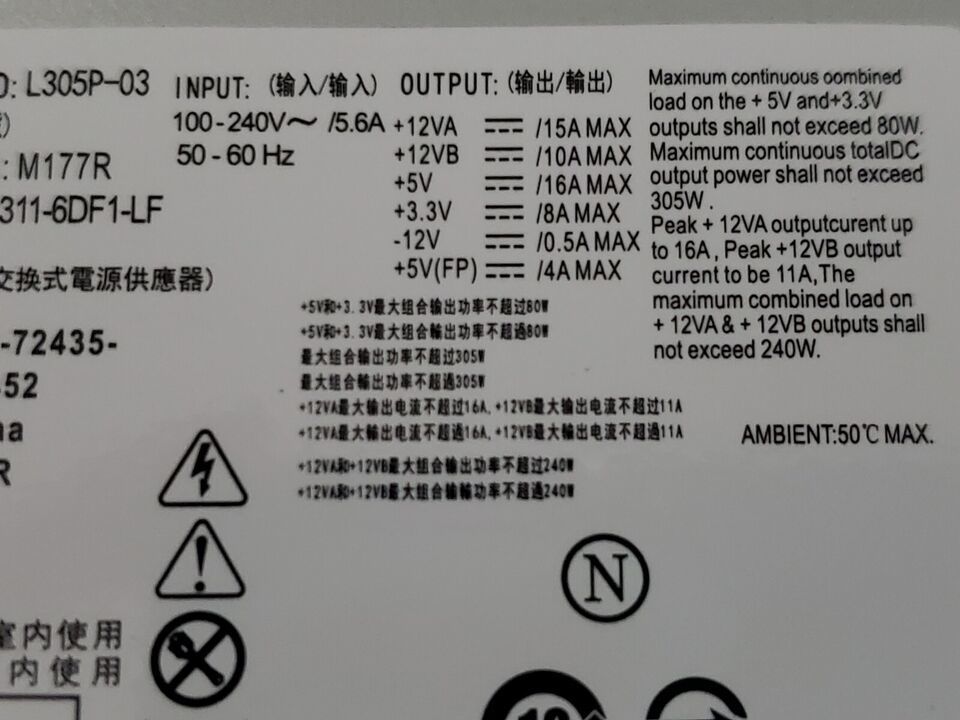 : L305P-03
INPUT: (输入/输入)
100-240V～ /5.6A
50-60 Hz
OUTPUT: (输出/輸出)
+12VA ⎓ /15A MAX
+12VB ⎓ /10A MAX
+5V ⎓ /16A MAX
+3.3V ⎓ /8A MAX
-12V ⎓ /0.5A MAX
+5V(FP) ⎓ /4A MAX
Maximum continuous oombined
load on the + 5V and+3.3V
outputs shall not exceed 80W.
Maximum continuous totalDC
output power shall not exceed
305W .
Peak + 12VA outputcurent up
to 16A , Peak +12VB output
current to be 11A,The
maximum combined load on
+ 12VA & + 12VB outputs shall
not exceed 240W.
: M177R
311-6DF1-LF
交换式電源供應器)
-72435-
52
+5V和+3.3V最大组合输出功率不超过80W
+5V和+3.3V最大组合輸出功率不超過80W
最大组合输出功率不超过305W
最大组合輸出功率不超過305W
+12VA最大输出电流不超过16A,+12VB最大输出电流不超过11A
+12VA最大輸出电流不超過16A,+12VB最大輸出电流不超過11A
+12VA和+12VB最大组合输出功率不超过240W
+12VA和+12VB最大组合輸輸功率不超過240W
AMBIENT:50℃ MAX.
N
室内使用
内使用